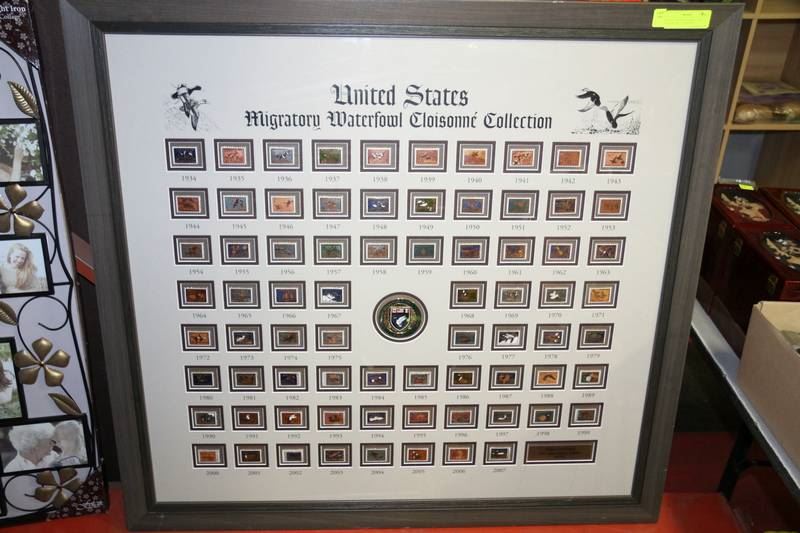 ht Iron
United States
Migratory Waterfowl Cloisonné Collection
1934 1935 1936 1937 1938 1939 1940 1941 1942 1943
1944 1945 1946 1947 1948 1949 1950 1951 1952 1953
1954 1955 1956 1957 1958 1959 1960 1961 1962 1963
1964 1965 1966 1967 1968 1969 1970 1971
1972 1973 1974 1975 1976 1977 1978 1979
1980 1981 1982 1983 1984 1985 1986 1987 1988 1989
1990 1991 1992 1993 1994 1995 1996 1997 1998 1999
2000 2001 2002 2003 2004 2005 2006 2007